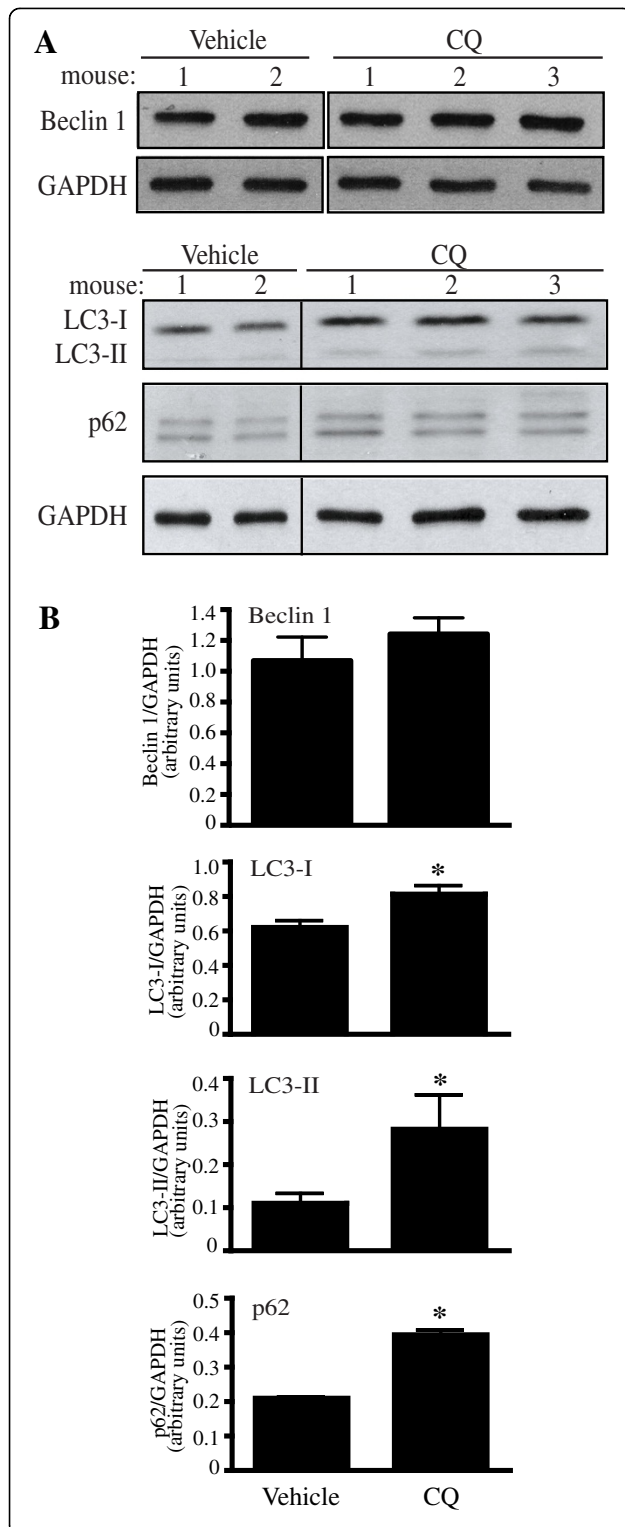 A
Vehicle CQ
mouse: 1 2 1 2 3
Beclin 1
GAPDH
Vehicle CQ
mouse: 1 2 1 2 3
LC3-I
LC3-II
p62
GAPDH
B
Beclin 1
Beclin 1/GAPDH
(arbitrary units)
1.4
1.2
1.0
0.8
0.6
0.4
0.2
0
LC3-I
*
LC3-I/GAPDH
(arbitrary units)
1.0
0.8
0.6
0.4
0.2
0
LC3-II
*
LC3-II/GAPDH
(arbitrary units)
0.4
0.3
0.2
0.1
0
p62
*
p62/GAPDH
(arbitrary units)
0.5
0.4
0.3
0.2
0.1
0
Vehicle CQ